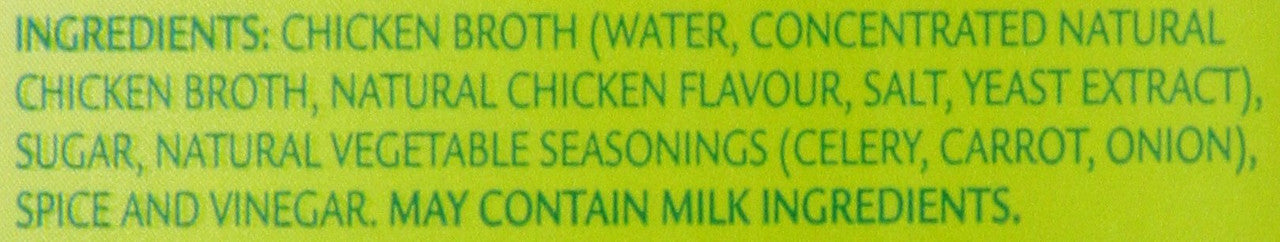 INGREDIENTS: CHICKEN BROTH (WATER, CONCENTRATED NATURAL
CHICKEN BROTH, NATURAL CHICKEN FLAVOUR, SALT, YEAST EXTRACT),
SUGAR, NATURAL VEGETABLE SEASONINGS (CELERY, CARROT, ONION),
SPICE AND VINEGAR. MAY CONTAIN MILK INGREDIENTS.